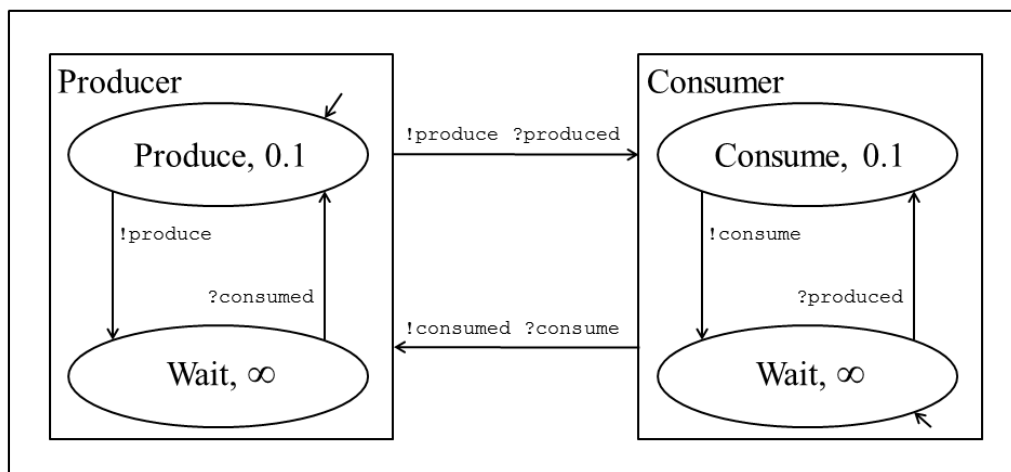 Producer
Produce, 0.1
!produce
?consumed
Wait, ∞
!produce ?produced
!consumed ?consume
Consumer
Consume, 0.1
!consume
?produced
Wait, ∞